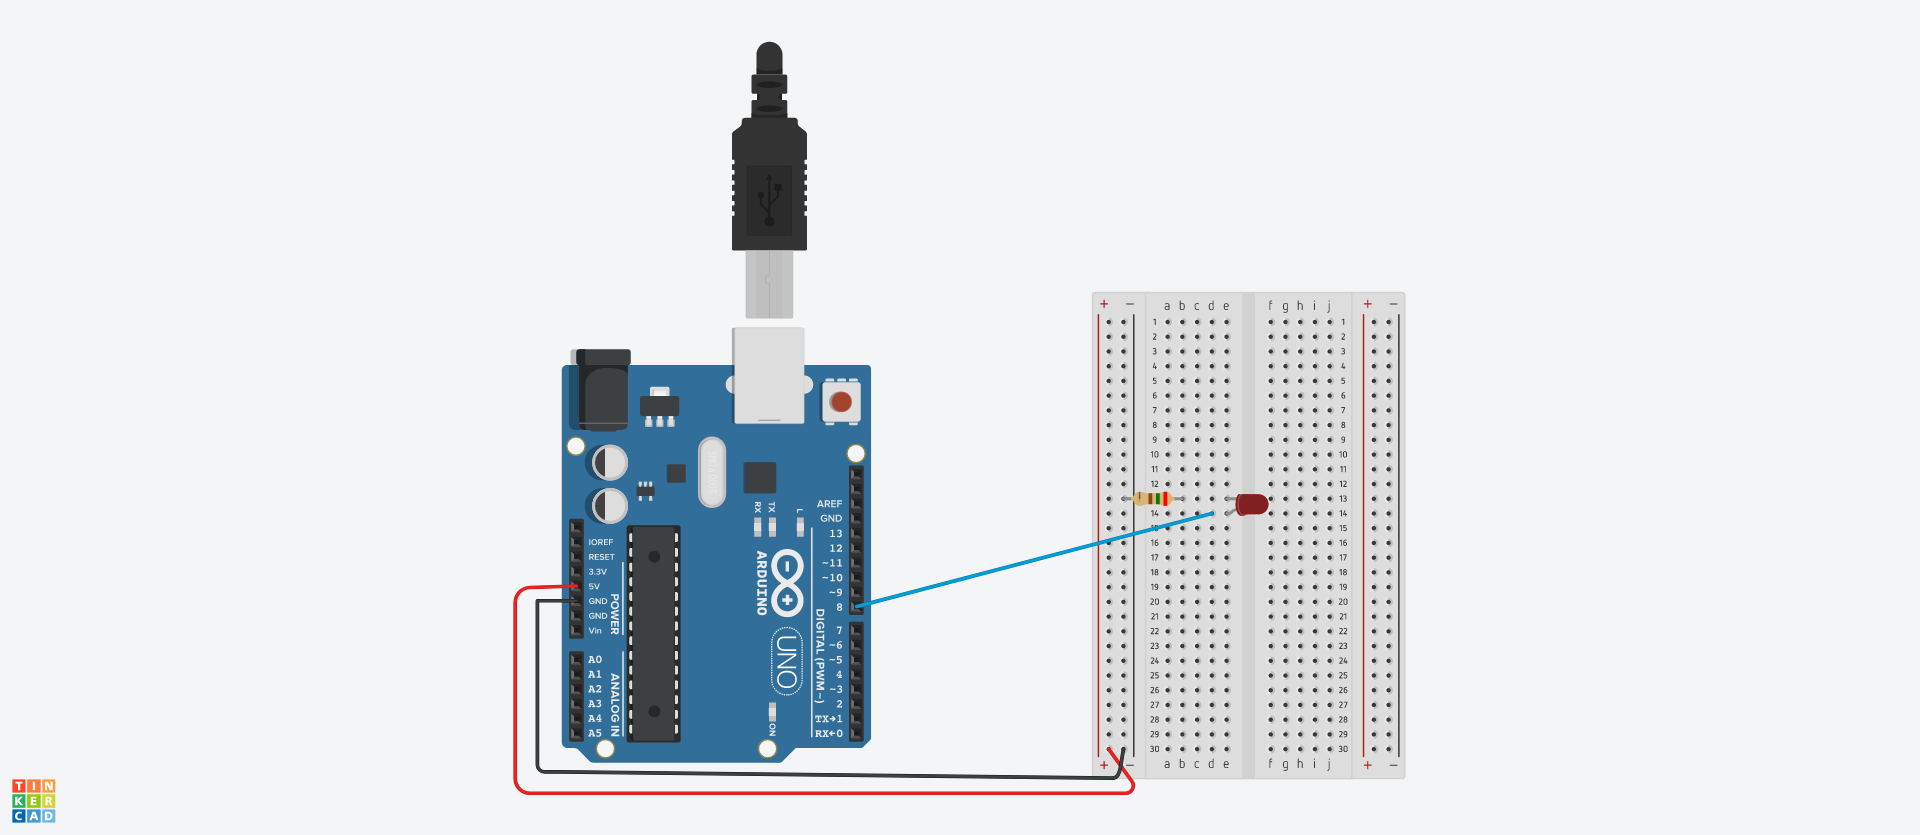 + − a b c d e f g h i j + −
1 1
2 2
3 3
4 4
5 5
6 6
7 7
8 8
9 9
10 10
11 11
12 12
13 13
14 14
15 15
16 16
17 17
18 18
19 19
20 20
21 21
22 22
23 23
24 24
25 25
26 26
27 27
28 28
29 29
30 30
+ − a b c d e f g h i j + −
RX
TX
L
AREF
GND
13
12
~11
~10
~9
8
7
~6
~5
4
~3
2
TX→1
RX←0
DIGITAL (PWM~)
IOREF
RESET
3.3V
5V
GND
GND
Vin
POWER
A0
A1
A2
A3
A4
A5
ANALOG IN
ARDUINO
UNO
ON
TIN
KER
CAD